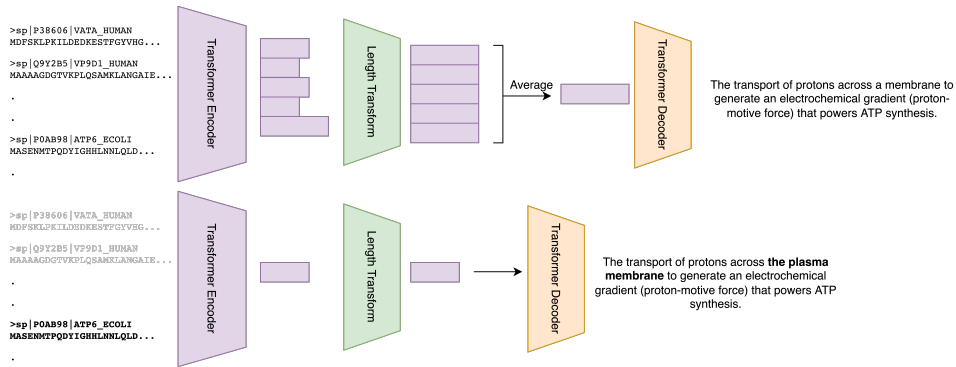 >sp|P38606|VATA_HUMAN
MDFSKLPKILDEDKESTFGYVHG...
>sp|Q9Y2B5|VP9D1_HUMAN
MAAAAGDGTVKPLQSAMKLANGAIE...
.
.
>sp|P0AB98|ATP6_ECOLI
MASENMTPQDYIGHHLNNLQLD...
.
Transformer Encoder
Length Transform
Average
Transformer Decoder
The transport of protons across a membrane to
generate an electrochemical gradient (proton-
motive force) that powers ATP synthesis.
>sp|P38606|VATA_HUMAN
MDFSKLPKILDEDKESTFGYVHG...
>sp|Q9Y2B5|VP9D1_HUMAN
MAAAAGDGTVKPLQSAMKLANGAIE...
.
.
>sp|P0AB98|ATP6_ECOLI
MASENMTPQDYIGHHLNNLQLD...
.
Transformer Encoder
Length Transform
Transformer Decoder
The transport of protons across the plasma
membrane to generate an electrochemical
gradient (proton-motive force) that powers ATP
synthesis.